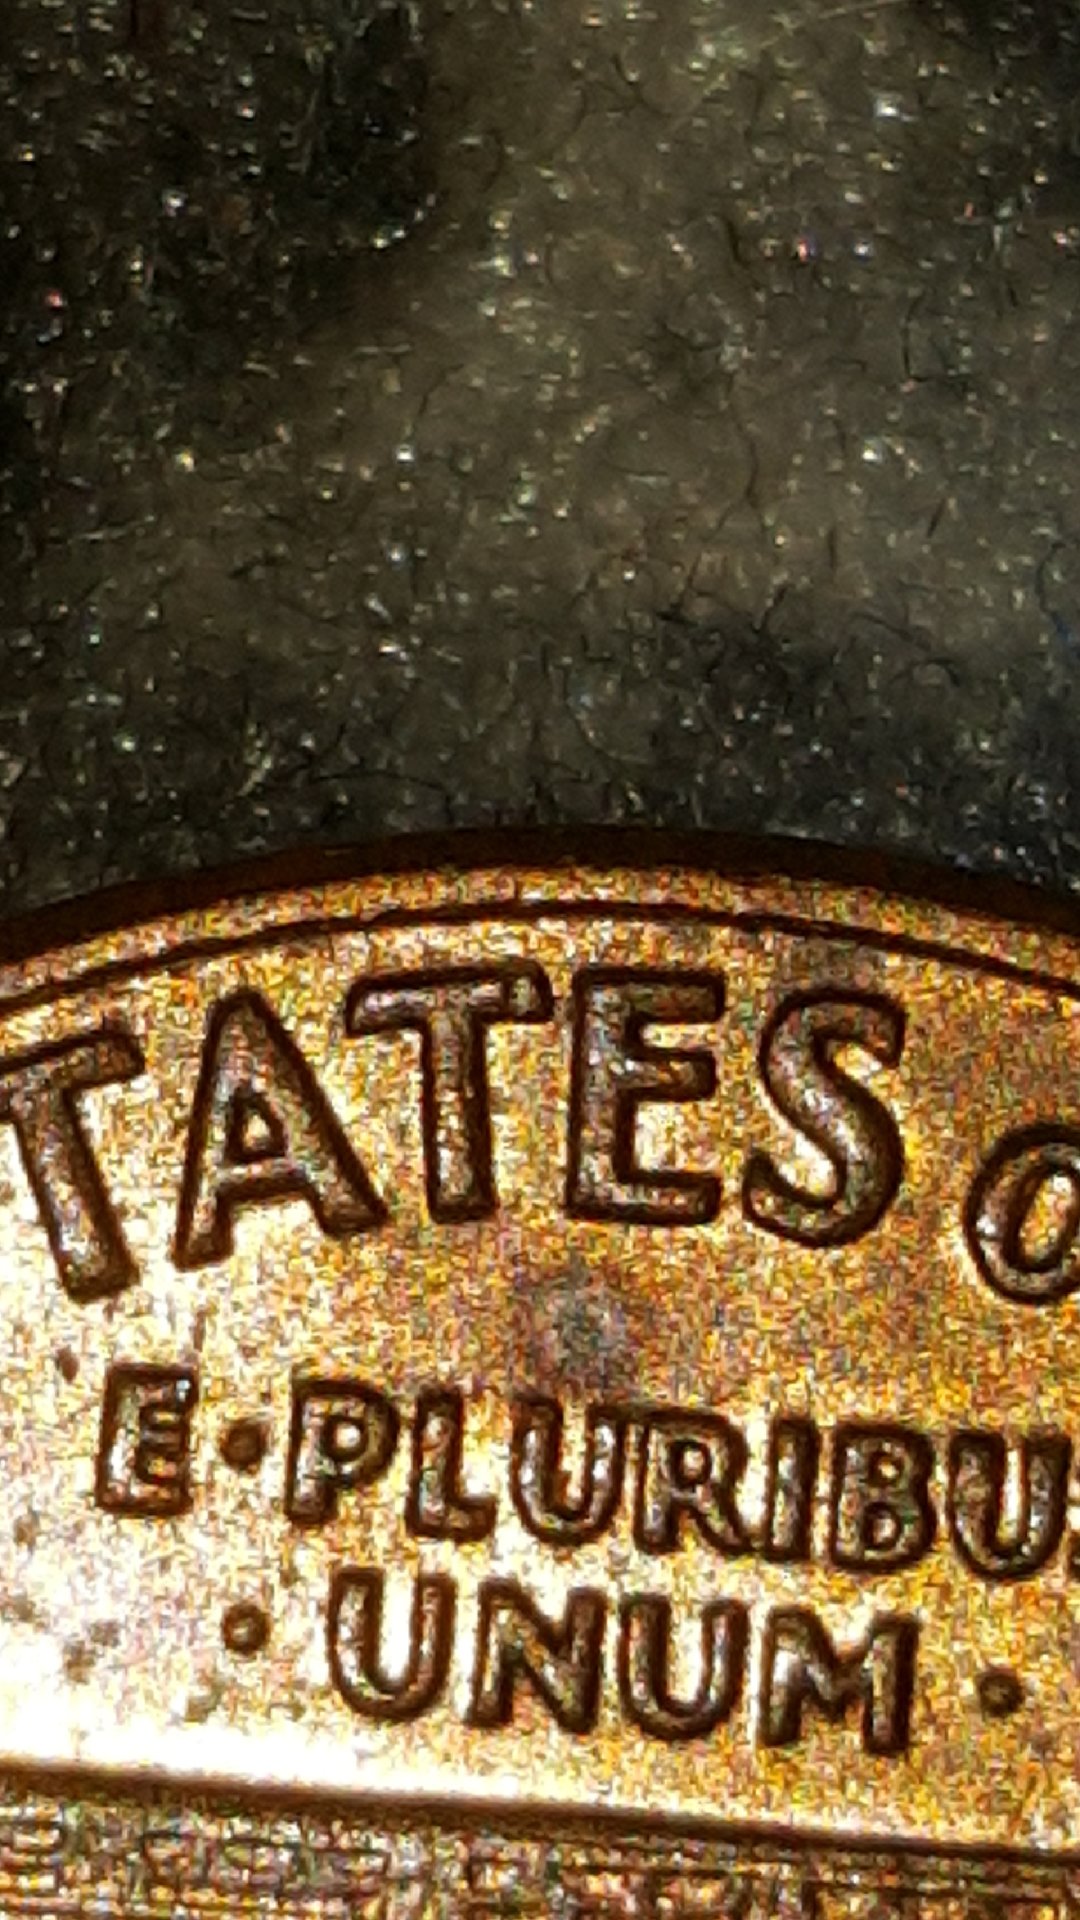 TATES O
E·PLURIBU
·UNUM·